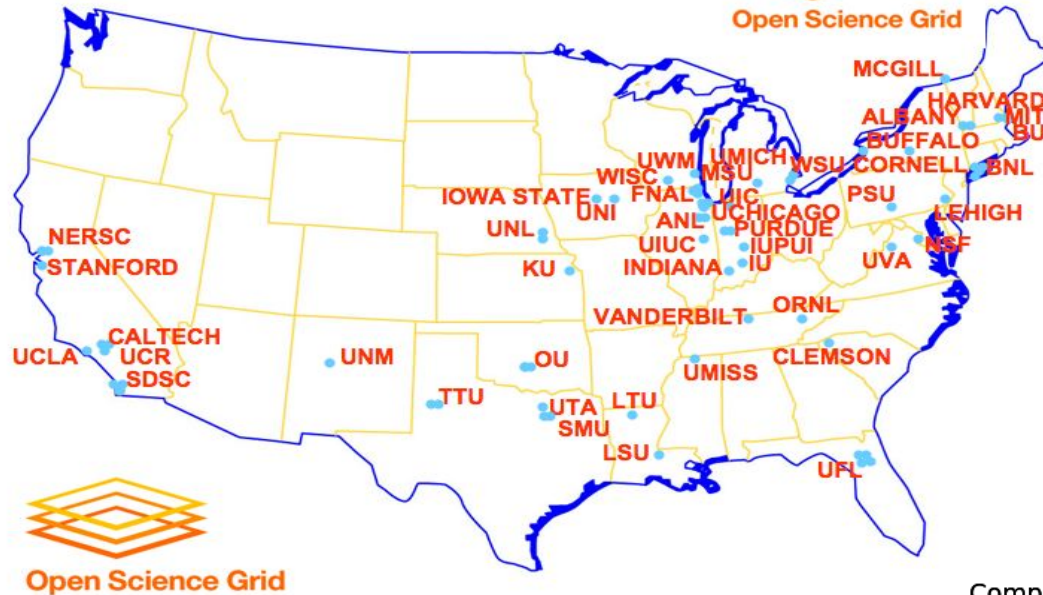 Open Science Grid
MCGILL
HARVARD
ALBANY
MIT
BU
BUFFALO
UWM
UMICH
WSU
CORNELL
BNL
WISC
MSU
IOWA STATE
FNAL
UIC
PSU
UNI
UCHICAGO
LEHIGH
ANL
PURDUE
UNL
UIUC
IUPUI
NSF
NERSC
UVA
STANFORD
KU
INDIANA
IU
VANDERBILT
ORNL
CALTECH
UCLA
UCR
UNM
OU
UMISS
CLEMSON
SDSC
TTU
UTA
LTU
SMU
LSU
UFL
Open Science Grid
Comp